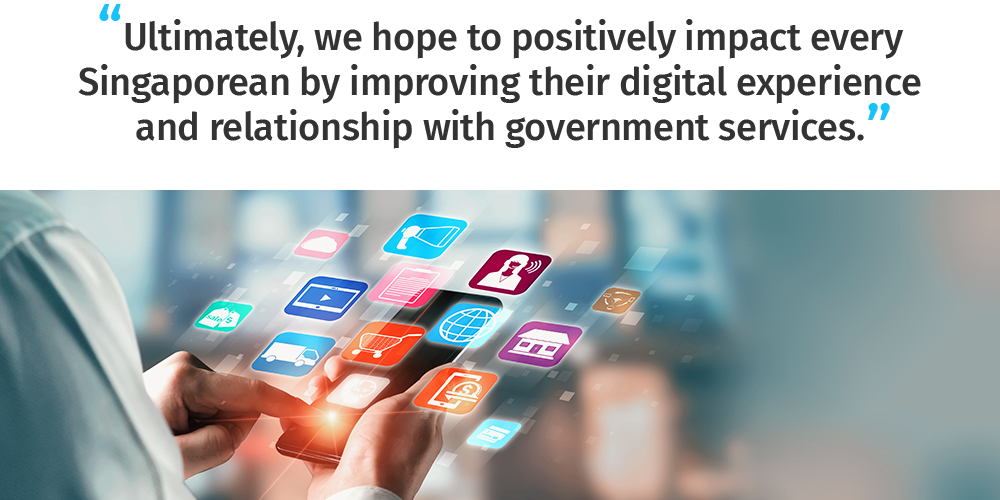 “Ultimately, we hope to positively impact every
Singaporean by improving their digital experience
and relationship with government services.”